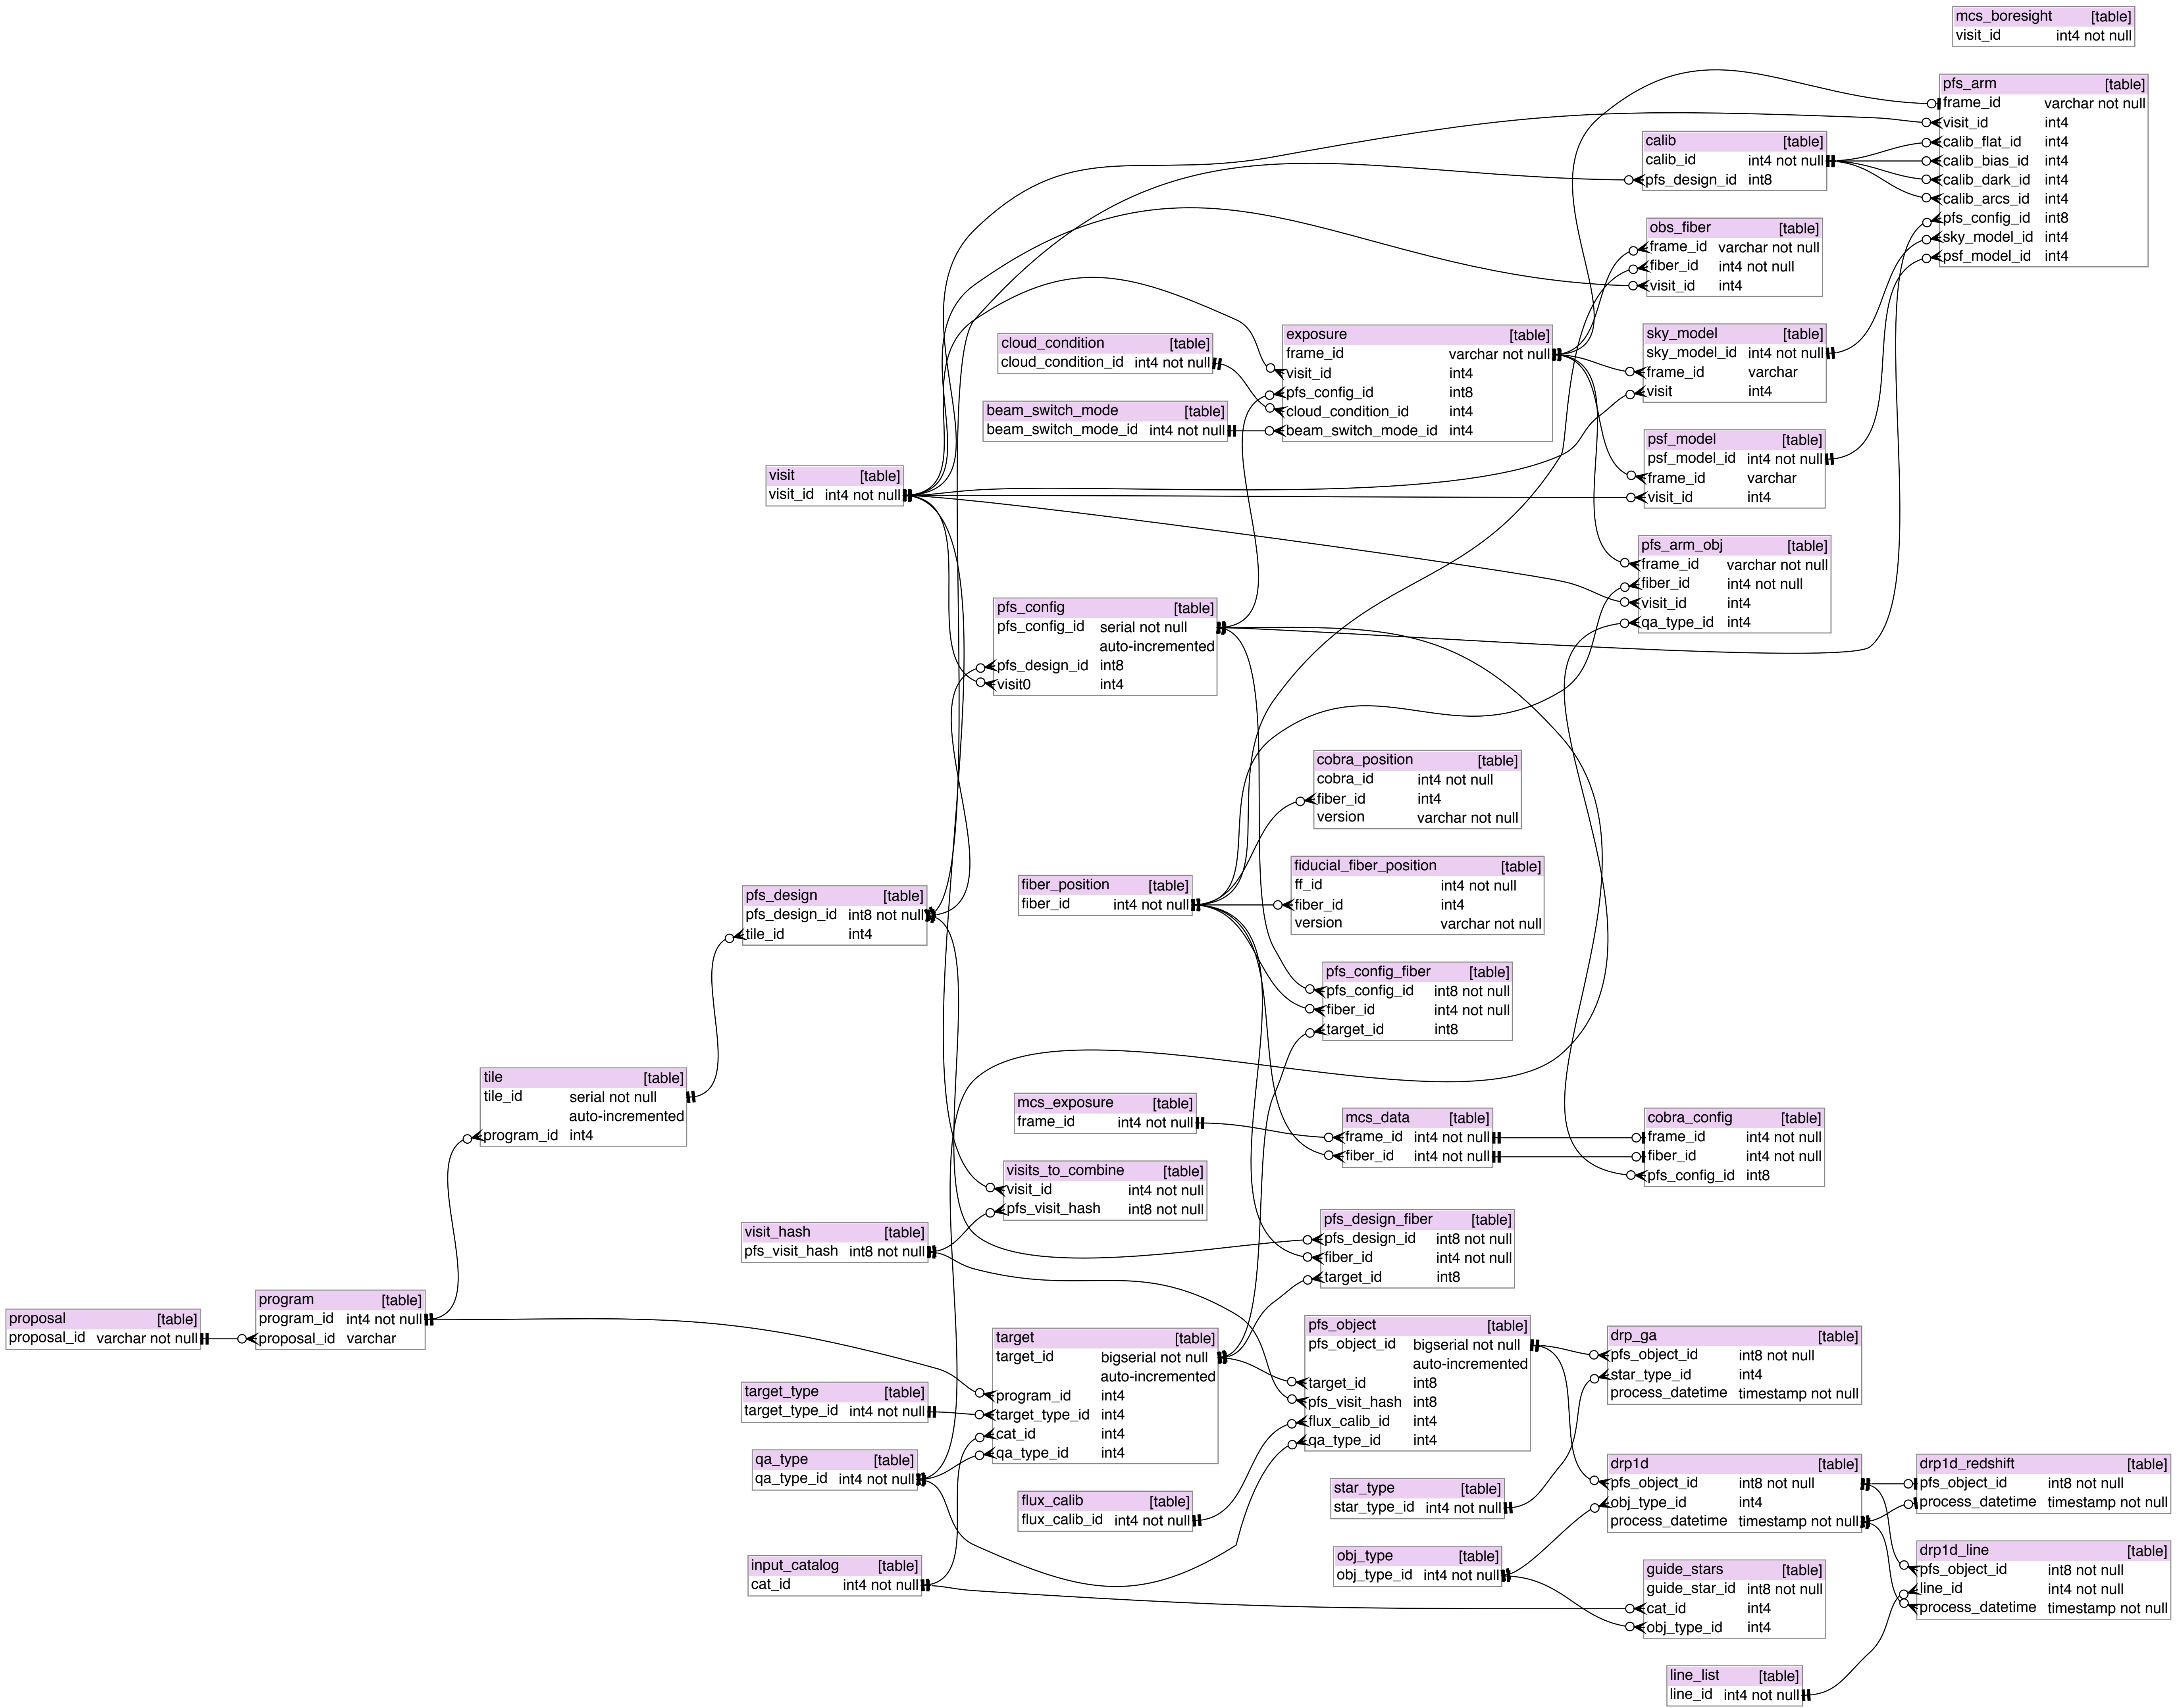 mcs_boresight [table]
visit_id int4 not null
pfs_arm [table]
frame_id varchar not null
visit_id int4
calib_flat_id int4
calib_bias_id int4
calib_dark_id int4
calib_arcs_id int4
pfs_config_id int8
sky_model_id int4
psf_model_id int4
calib [table]
calib_id int4 not null
pfs_design_id int8
obs_fiber [table]
frame_id varchar not null
fiber_id int4 not null
visit_id int4
exposure [table]
frame_id varchar not null
visit_id int4
pfs_config_id int8
cloud_condition_id int4
beam_switch_mode_id int4
sky_model [table]
sky_model_id int4 not null
frame_id varchar
visit int4
cloud_condition [table]
cloud_condition_id int4 not null
beam_switch_mode [table]
beam_switch_mode_id int4 not null
psf_model [table]
psf_model_id int4 not null
frame_id varchar
visit_id int4
visit [table]
visit_id int4 not null
pfs_arm_obj [table]
frame_id varchar not null
fiber_id int4 not null
visit_id int4
qa_type_id int4
pfs_config [table]
pfs_config_id serial not null
auto-incremented
pfs_design_id int8
visit0 int4
cobra_position [table]
cobra_id int4 not null
fiber_id int4
version varchar not null
fiducial_fiber_position [table]
ff_id int4 not null
fiber_id int4
version varchar not null
fiber_position [table]
fiber_id int4 not null
pfs_design [table]
pfs_design_id int8 not null
tile_id int4
pfs_config_fiber [table]
pfs_config_id int8 not null
fiber_id int4 not null
target_id int8
tile [table]
tile_id serial not null
auto-incremented
program_id int4
mcs_exposure [table]
frame_id int4 not null
mcs_data [table]
frame_id int4 not null
fiber_id int4 not null
cobra_config [table]
frame_id int4 not null
fiber_id int4 not null
pfs_config_id int8
visits_to_combine [table]
visit_id int4 not null
pfs_visit_hash int8 not null
visit_hash [table]
pfs_visit_hash int8 not null
pfs_design_fiber [table]
pfs_design_id int8 not null
fiber_id int4 not null
target_id int8
proposal [table]
proposal_id varchar not null
program [table]
program_id int4 not null
proposal_id varchar
target [table]
target_id bigserial not null
auto-incremented
program_id int4
target_type_id int4
cat_id int4
qa_type_id int4
pfs_object [table]
pfs_object_id bigserial not null
auto-incremented
target_id int8
pfs_visit_hash int8
flux_calib_id int4
qa_type_id int4
drp_ga [table]
pfs_object_id int8 not null
star_type_id int4
process_datetime timestamp not null
target_type [table]
target_type_id int4 not null
qa_type [table]
qa_type_id int4 not null
flux_calib [table]
flux_calib_id int4 not null
star_type [table]
star_type_id int4 not null
drp1d [table]
pfs_object_id int8 not null
obj_type_id int4
process_datetime timestamp not null
drp1d_redshift [table]
pfs_object_id int8 not null
process_datetime timestamp not null
input_catalog [table]
cat_id int4 not null
obj_type [table]
obj_type_id int4 not null
guide_stars [table]
guide_star_id int8 not null
cat_id int4
obj_type_id int4
drp1d_line [table]
pfs_object_id int8 not null
line_id int4 not null
process_datetime timestamp not null
line_list [table]
line_id int4 not null